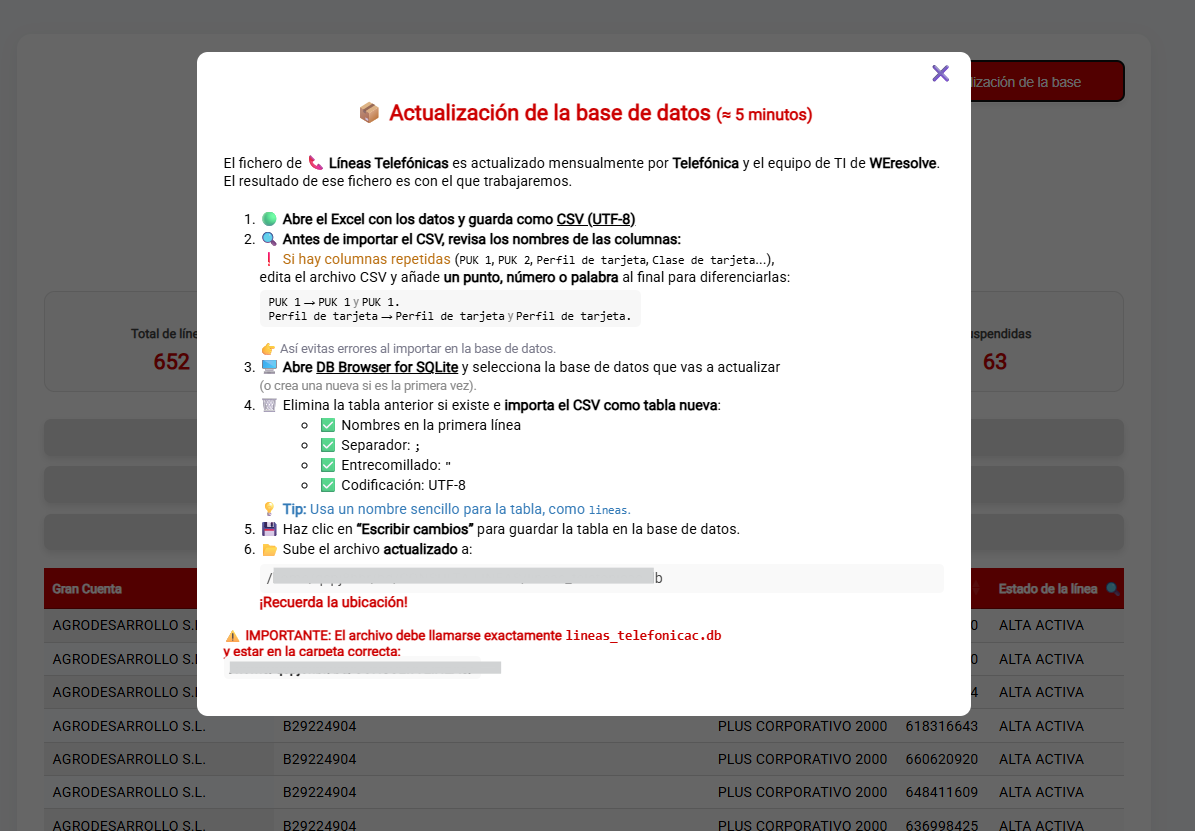 lización de la base
Actualización de la base de datos (≈ 5 minutos)
El fichero de Líneas Telefónicas es actualizado mensualmente por Telefónica y el equipo de TI de WEresolve.
El resultado de ese fichero es con el que trabajaremos.
1. Abre el Excel con los datos y guarda como CSV (UTF-8)
2. Antes de importar el CSV, revisa los nombres de las columnas:
❗ Si hay columnas repetidas (PUK 1, PUK 2, Perfil de tarjeta, Clase de tarjeta...),
edita el archivo CSV y añade un punto, número o palabra al final para diferenciarlas:
PUK 1 → PUK 1 y PUK 1.
Perfil de tarjeta → Perfil de tarjeta y Perfil de tarjeta.
Así evitas errores al importar en la base de datos.
3. Abre DB Browser for SQLite y selecciona la base de datos que vas a actualizar
(o crea una nueva si es la primera vez).
4. Elimina la tabla anterior si existe e importa el CSV como tabla nueva:
Nombres en la primera línea
Separador: ;
Entrecomillado: "
Codificación: UTF-8
Tip: Usa un nombre sencillo para la tabla, como lineas.
5. Haz clic en “Escribir cambios” para guardar la tabla en la base de datos.
6. Sube el archivo actualizado a:
/ b
¡Recuerda la ubicación!
IMPORTANTE: El archivo debe llamarse exactamente lineas_telefonicac.db
y estar en la carpeta correcta:
Total de líne
652
spendidas
63
Gran Cuenta Estado de la línea
AGRODESARROLLO S.L 0 ALTA ACTIVA
AGRODESARROLLO S.L 0 ALTA ACTIVA
AGRODESARROLLO S.L 4 ALTA ACTIVA
AGRODESARROLLO S.L. B29224904 PLUS CORPORATIVO 2000 618316643 ALTA ACTIVA
AGRODESARROLLO S.L. B29224904 PLUS CORPORATIVO 2000 660620920 ALTA ACTIVA
AGRODESARROLLO S.L. B29224904 PLUS CORPORATIVO 2000 648411609 ALTA ACTIVA
AGRODESARROLLO S.L. B29224904 PLUS CORPORATIVO 2000 636998425 ALTA ACTIVA